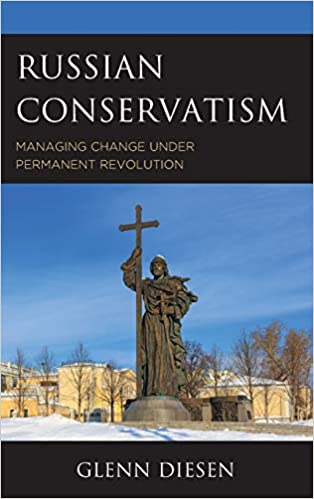 RUSSIAN
CONSERVATISM
MANAGING CHANGE UNDER
PERMANENT REVOLUTION
GLENN DIESEN